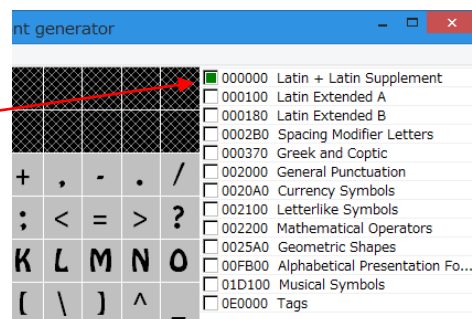 nt generator
000000 Latin + Latin Supplement
000100 Latin Extended A
000180 Latin Extended B
0002B0 Spacing Modifier Letters
000370 Greek and Coptic
002000 General Punctuation
0020A0 Currency Symbols
002100 Letterlike Symbols
002200 Mathematical Operators
0025A0 Geometric Shapes
00FB00 Alphabetical Presentation Fo...
01D100 Musical Symbols
0E0000 Tags
+ , - . /
; < = > ?
K L M N O
[ \ ] ^ _